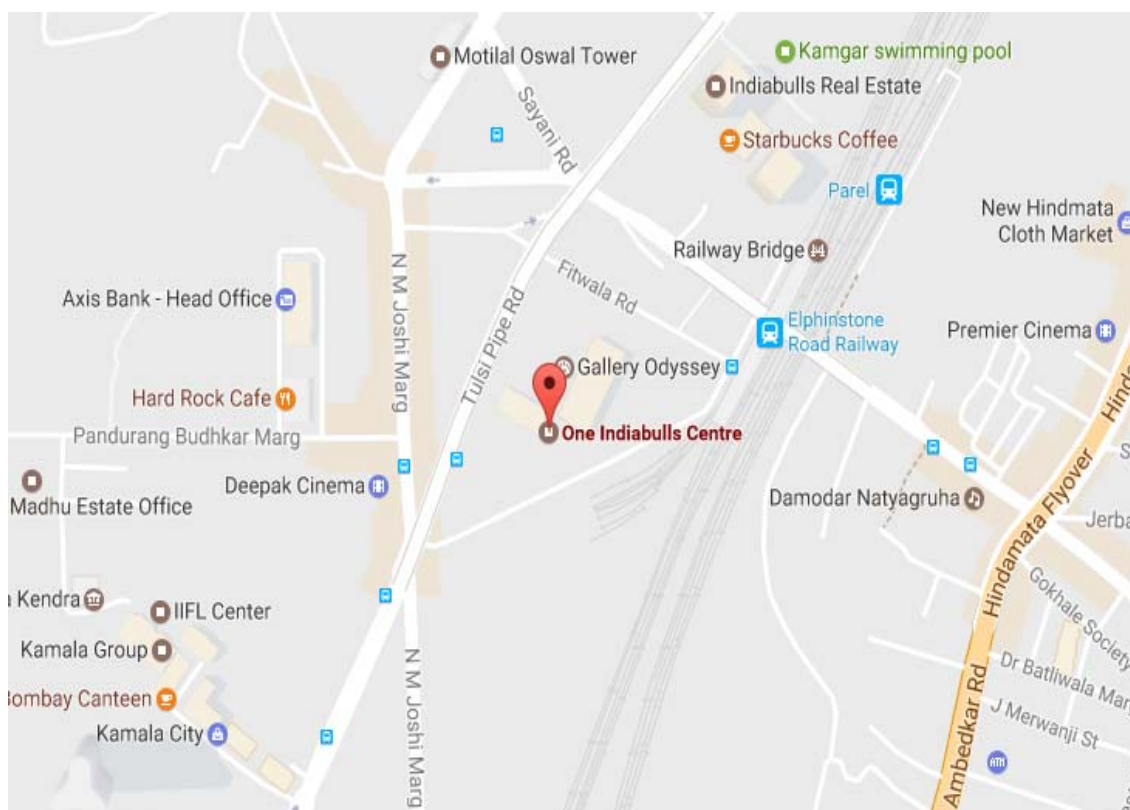 Motilal Oswal Tower
Kamgar swimming pool
Indiabulls Real Estate
Sayani Rd
Starbucks Coffee
Parel
New Hindmata
Cloth Market
Railway Bridge
Fitwala Rd
N M Joshi Marg
Axis Bank - Head Office
Tulsi Pipe Rd
Elphinstone
Road Railway
Premier Cinema
Gallery Odyssey
Hard Rock Cafe
Pandurang Budhkar Marg
One Indiabulls Centre
Deepak Cinema
Madhu Estate Office
Damodar Natyagruha
Hindamata Flyover
a Kendra
IIFL Center
Kamala Group
Gokhale Society
N M Joshi Marg
Dr Batliwala Marg
Bombay Canteen
Kamala City
Ambedkar Rd
J Merwanji St
ATM